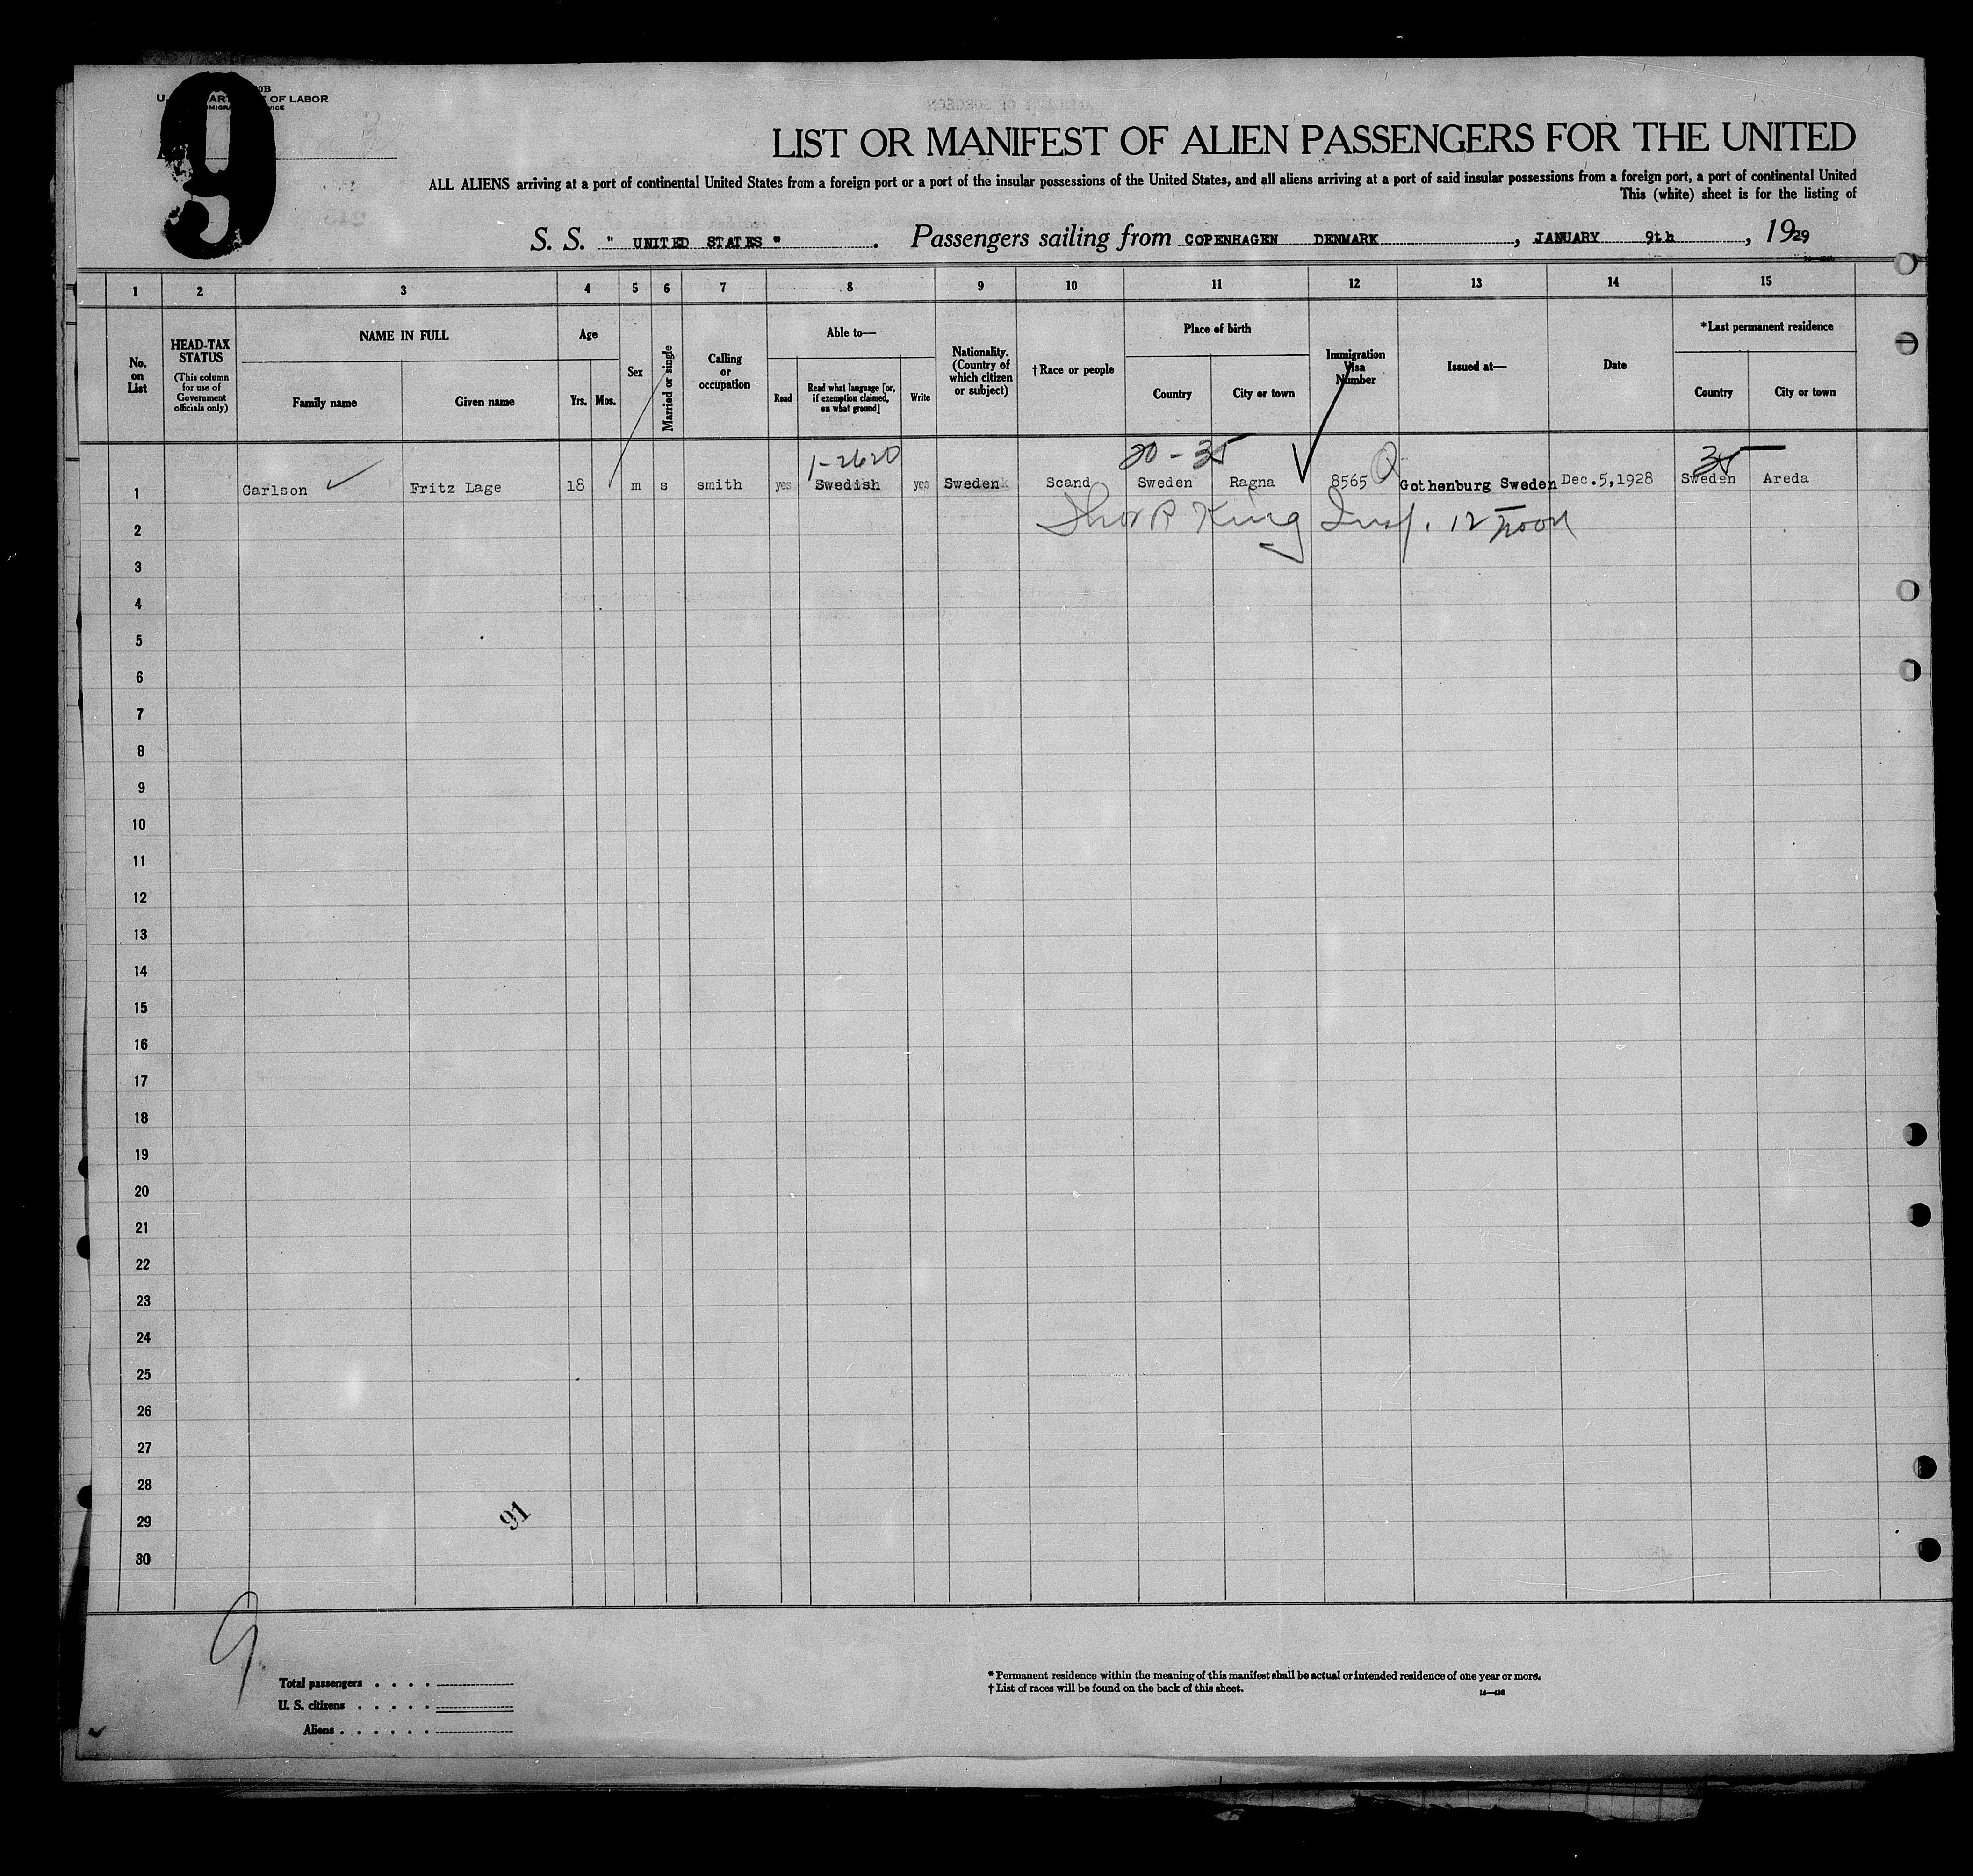 9
OF LABOR
LIST OR MANIFEST OF ALIEN PASSENGERS FOR THE UNITED
ALL ALIENS arriving at a port of continental United States from a foreign port or a port of the insular possessions of the United States, and all aliens arriving at a port of said insular possessions from a foreign port, a port of continental United
This (white) sheet is for the listing of
S. S. " UNITED STATES " . Passengers sailing from COPENHAGEN DENMARK , JANUARY 9th , 1929
1 2 3 4 5 6 7 8 9 10 11 12 13 14 15
No. on List
HEAD-TAX STATUS (This column for use of Government officials only)
NAME IN FULL
Family name
Given name
Age
Yrs. Mos.
Sex
Married or single
Calling or occupation
Able to—
Read
Read what language [or, if exemption claimed, on what ground]
Write
Nationality. (Country of which citizen or subject)
† Race or people
Place of birth
Country
City or town
Immigration Visa Number
Issued at—
Date
*Last permanent residence
Country
City or town
1-2620 20-35 35
1 Carlson Fritz Lage 18 m s smith yes Swedish yes Sweden Scand Sweden Ragna 8565 Gothenburg Sweden Dec.5,1928 Sweden Areda
2 King Insp. 12 noon
3
4
5
6
7
8
9
10
11
12
13
14
15
16
17
18
19
20
21
22
23
24
25
26
27
28
29
30
91
9
Total passengers . . . .
U. S. citizens . . . . .
Aliens . . . . . .
* Permanent residence within the meaning of this manifest shall be actual or intended residence of one year or more.
† List of races will be found on the back of this sheet.
14—436